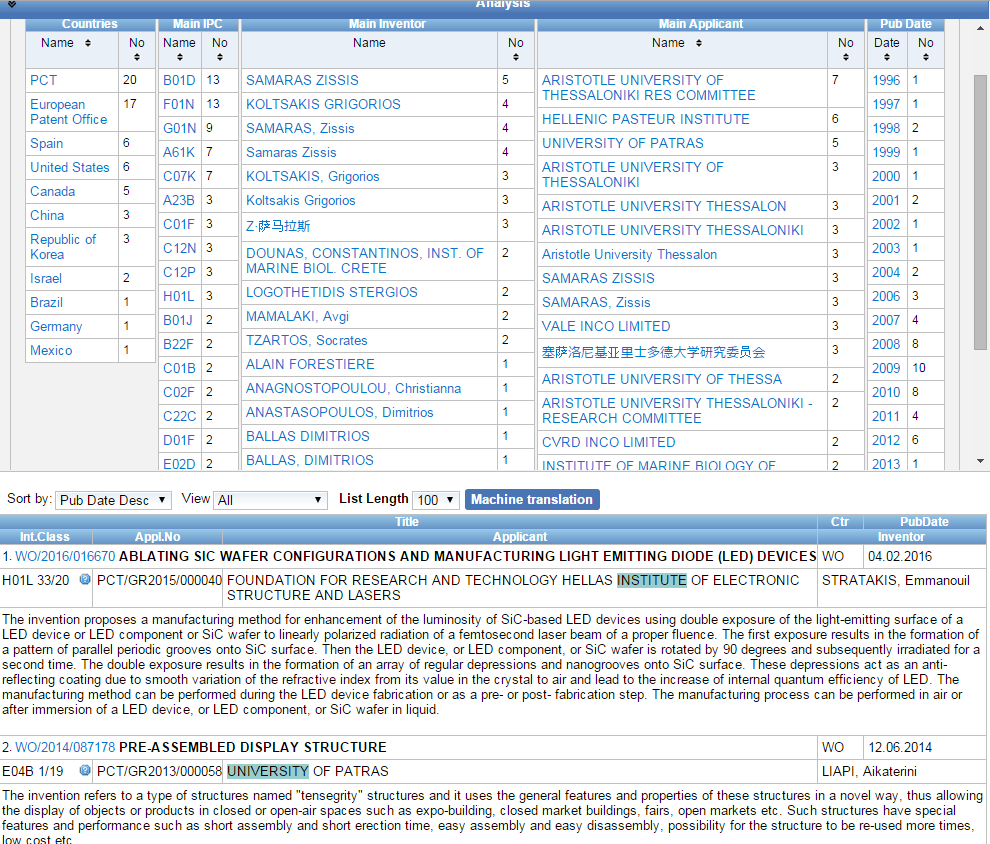 Analysis
Countries Main IPC Main Inventor Main Applicant Pub Date
Name No Name No Name No Name No Date No
PCT 20
European
Patent Office 17
Spain 6
United States 6
Canada 5
China 3
Republic of
Korea 3
Israel 2
Brazil 1
Germany 1
Mexico 1
B01D 13
F01N 13
G01N 9
A61K 7
C07K 7
A23B 3
C01F 3
C12N 3
C12P 3
H01L 3
B01J 2
B22F 2
C01B 2
C02F 2
C22C 2
D01F 2
E02D 2
SAMARAS ZISSIS 5
KOLTSAKIS GRIGORIOS 4
SAMARAS, Zissis 4
Samaras Zissis 4
KOLTSAKIS, Grigorios 3
Koltsakis Grigorios 3
Z·萨马拉斯 3
DOUNAS, CONSTANTINOS, INST. OF
MARINE BIOL. CRETE 2
LOGOTHETIDIS STERGIOS 2
MAMALAKI, Avgi 2
TZARTOS, Socrates 2
ALAIN FORESTIERE 1
ANAGNOSTOPOULOU, Christianna 1
ANASTASOPOULOS, Dimitrios 1
BALLAS DIMITRIOS 1
BALLAS, DIMITRIOS 1
ARISTOTLE UNIVERSITY OF
THESSALONIKI RES COMMITTEE 7
HELLENIC PASTEUR INSTITUTE 6
UNIVERSITY OF PATRAS 5
ARISTOTLE UNIVERSITY OF
THESSALONIKI 3
ARISTOTLE UNIVERSITY THESSALON 3
ARISTOTLE UNIVERSITY THESSALONIKI 3
Aristotle University Thessalon 3
SAMARAS ZISSIS 3
SAMARAS, Zissis 3
VALE INCO LIMITED 3
塞萨洛尼基亚里士多德大学研究委员会 3
ARISTOTLE UNIVERSITY OF THESSA 2
ARISTOTLE UNIVERSITY THESSALONIKI -
RESEARCH COMMITTEE 2
CVRD INCO LIMITED 2
INSTITUTE OF MARINE BIOLOGY OF 2
1996 1
1997 1
1998 2
1999 1
2000 1
2001 2
2002 1
2003 1
2004 2
2006 3
2007 4
2008 8
2009 10
2010 8
2011 4
2012 6
2013 1
Sort by: Pub Date Desc View All List Length 100 Machine translation
Title Ctr PubDate
Int.Class Appl.No Applicant Inventor
1. WO/2016/016670 ABLATING SIC WAFER CONFIGURATIONS AND MANUFACTURING LIGHT EMITTING DIODE (LED) DEVICES WO 04.02.2016
H01L 33/20 PCT/GR2015/000040 FOUNDATION FOR RESEARCH AND TECHNOLOGY HELLAS INSTITUTE OF ELECTRONIC STRATAKIS, Emmanouil
STRUCTURE AND LASERS
The invention proposes a manufacturing method for enhancement of the luminosity of SiC-based LED devices using double exposure of the light-emitting surface of a
LED device or LED component or SiC wafer to linearly polarized radiation of a femtosecond laser beam of a proper fluence. The first exposure results in the formation of
a pattern of parallel periodic grooves onto SiC surface. Then the LED device, or LED component, or SiC wafer is rotated by 90 degrees and subsequently irradiated for a
second time. The double exposure results in the formation of an array of regular depressions and nanogrooves onto SiC surface. These depressions act as an anti-
reflecting coating due to smooth variation of the refractive index from its value in the crystal to air and lead to the increase of internal quantum efficiency of LED. The
manufacturing method can be performed during the LED device fabrication or as a pre- or post- fabrication step. The manufacturing process can be performed in air or
after immersion of a LED device, or LED component, or SiC wafer in liquid.
2. WO/2014/087178 PRE-ASSEMBLED DISPLAY STRUCTURE WO 12.06.2014
E04B 1/19 PCT/GR2013/000058 UNIVERSITY OF PATRAS LIAPI, Aikaterini
The invention refers to a type of structures named "tensegrity" structures and it uses the general features and properties of these structures in a novel way, thus allowing
the display of objects or products in closed or open-air spaces such as expo-building, closed market buildings, fairs, open markets etc. Such structures have special
features and performance such as short assembly and short erection time, easy assembly and easy disassembly, possibility for the structure to be re-used more times,
low cost etc